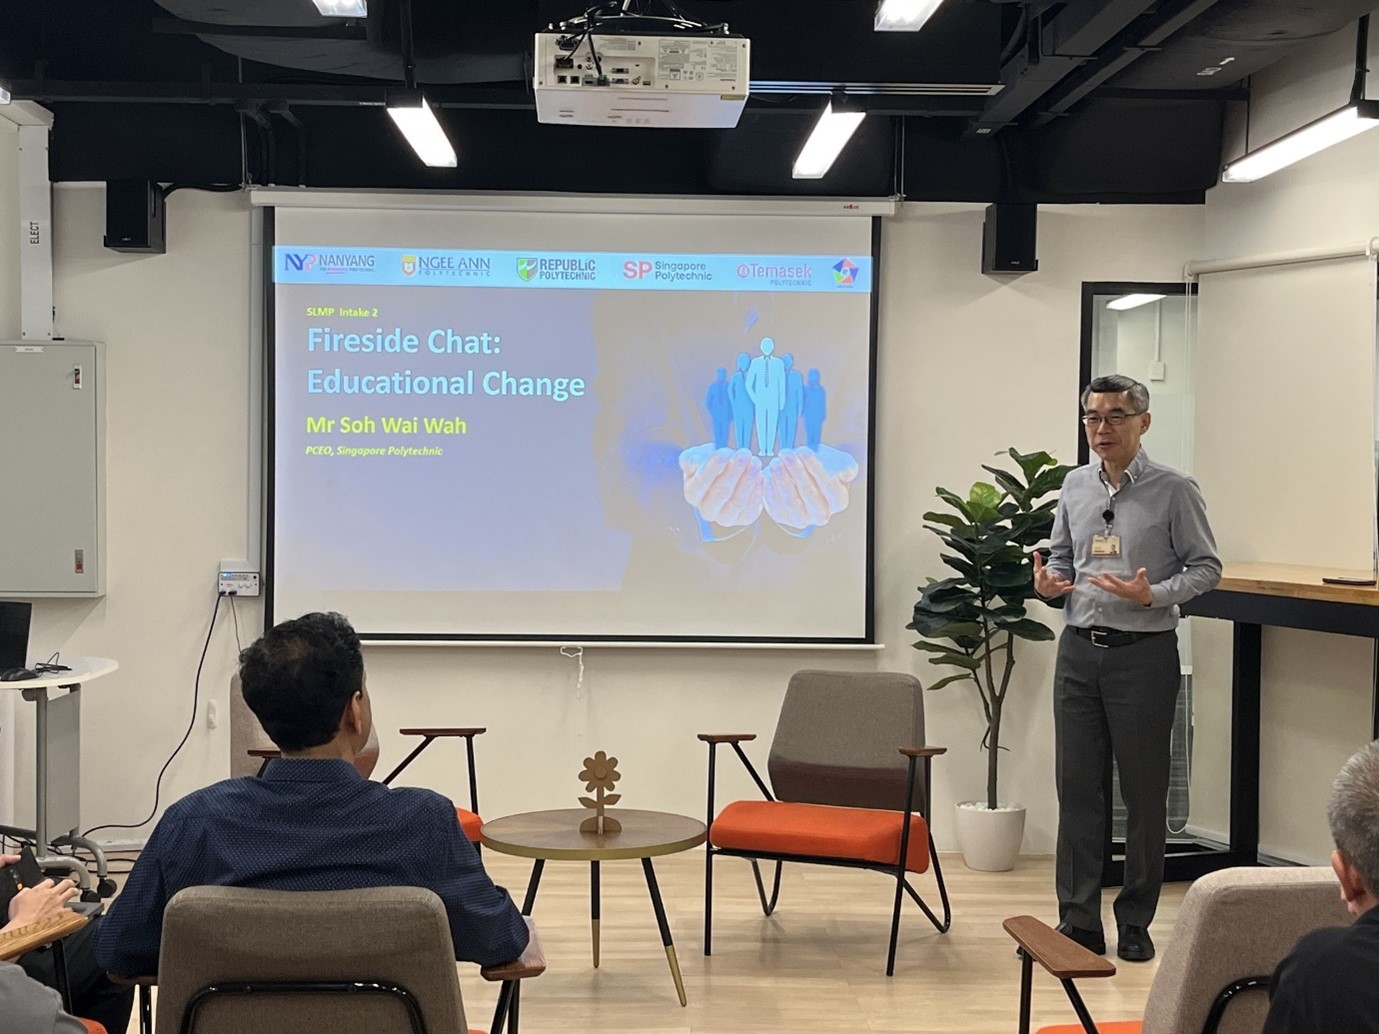 ELECT
NYP NANYANG
POLYTECHNIC
NGEE ANN
POLYTECHNIC
REPUBLIC
POLYTECHNIC
SP Singapore
Polytechnic
Temasek
POLYTECHNIC
SLMP Intake 2
Fireside Chat:
Educational Change
Mr Soh Wai Wah
PCEO, Singapore Polytechnic